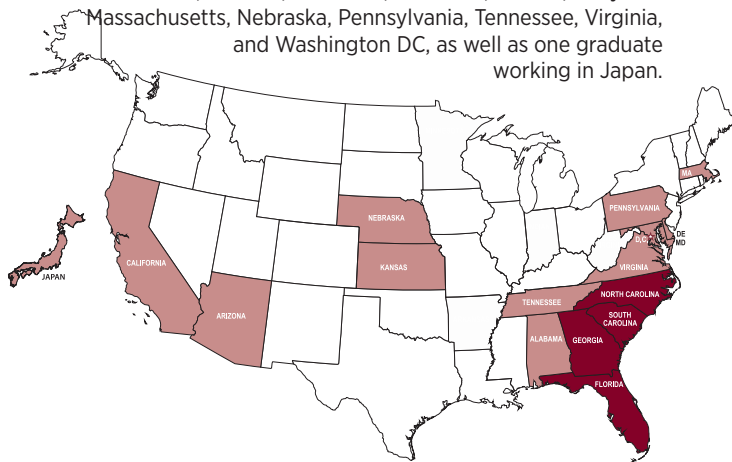 Massachusetts, Nebraska, Pennsylvania, Tennessee, Virginia,
and Washington DC, as well as one graduate
working in Japan.
MA
PENNSYLVANIA
NEBRASKA
DE
MD
D.C.
JAPAN
CALIFORNIA
KANSAS
VIRGINIA
NORTH CAROLINA
TENNESSEE
ARIZONA
SOUTH
CAROLINA
ALABAMA
GEORGIA
FLORIDA